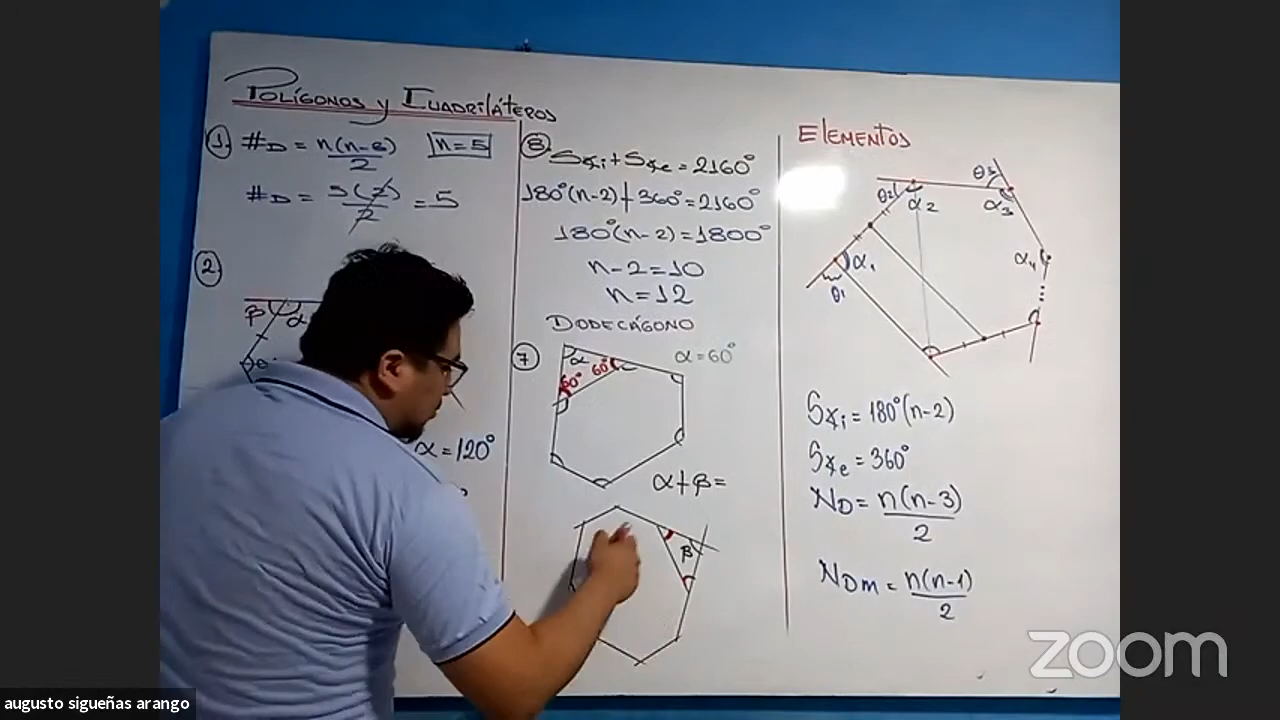 POLÍGONOS y CUADRILÁTEROS
1. #D = n(n-3)/2 n=5
#D = 5(2)/2 = 5
2.
β α
θ
α = 120°
8 S∢i + S∢e = 2160°
180°(n-2) + 360° = 2160°
180°(n-2) = 1800°
n-2 = 10
n = 12
DODECÁGONO
7 α 60° 60° α = 60°
α + β =
β
ELEMENTOS
θ2 α2 θ3 α3
α1 θ1 α4
S∢i = 180°(n-2)
S∢e = 360°
ND = n(n-3)/2
NDm = n(n-1)/2
zoom
augusto sigueñas arango